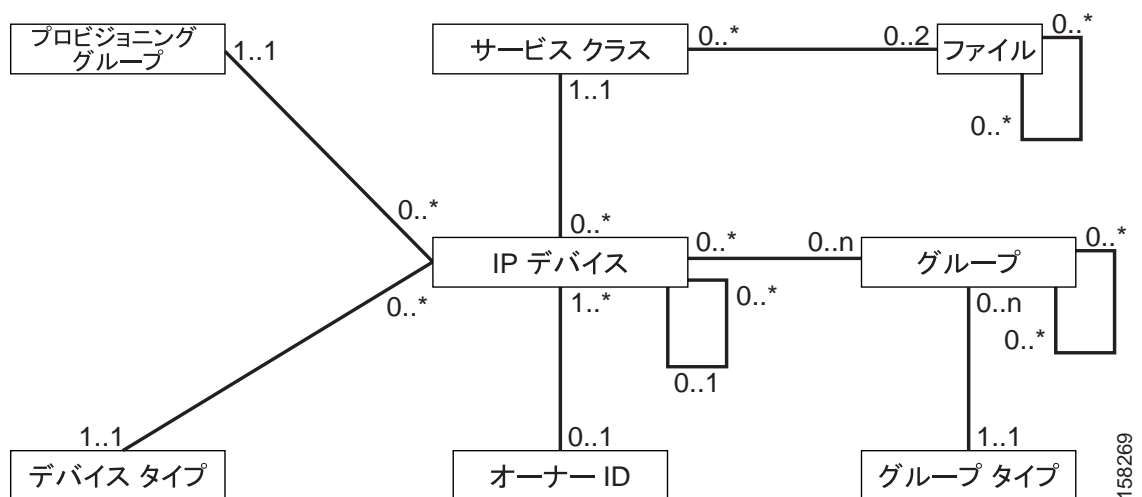 プロビジョニング
グループ
1..1
サービス クラス
0..*
0..2
ファイル
0..*
1..1
0..*
0..*
0..*
IP デバイス
0..*
0..n
グループ
0..*
0..*
1..*
0..*
0..n
0..*
0..1
1..1
0..1
1..1
デバイス タイプ
オーナー ID
グループ タイプ
158269